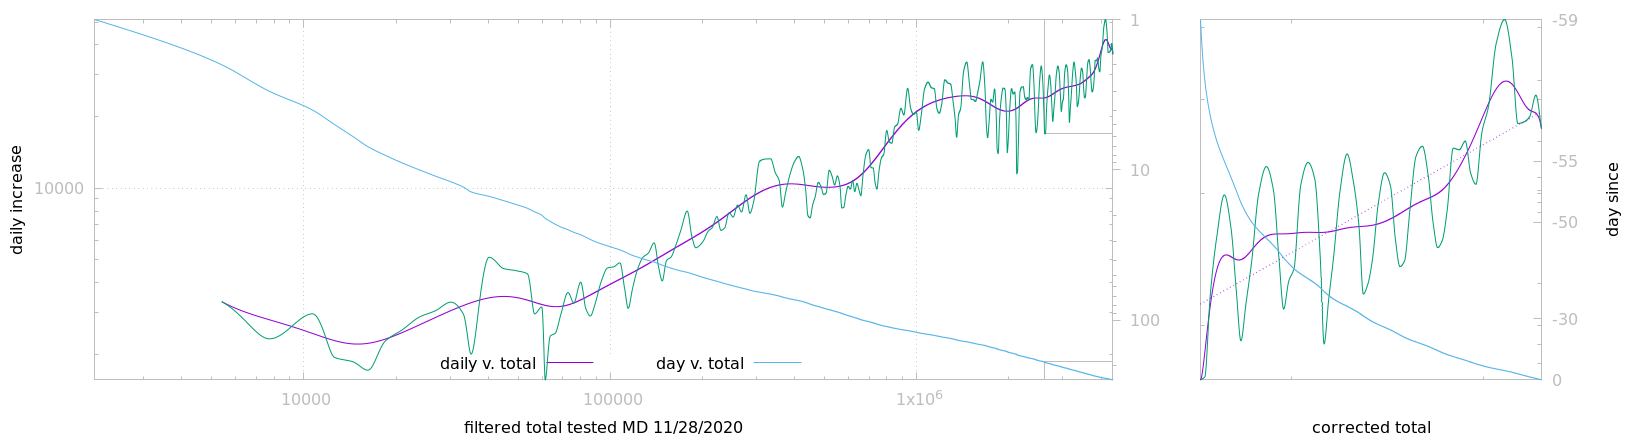 daily increase
10000
10000
100000
1x10^6
1
10
100
daily v. total
day v. total
filtered total tested MD 11/28/2020
-59
-55
-50
-30
0
day since
corrected total